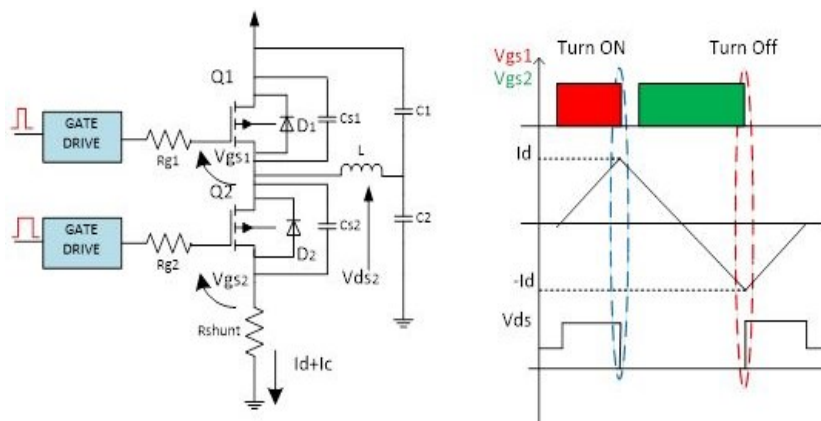 Q1
GATE
DRIVE
Rg1
Vgs1
D1
Cs1
C1
L
Q2
GATE
DRIVE
Rg2
Vgs2
D2
Cs2
C2
Vds2
Rshunt
Id+Ic
Vgs1
Vgs2
Turn ON
Turn Off
Id
-Id
Vds